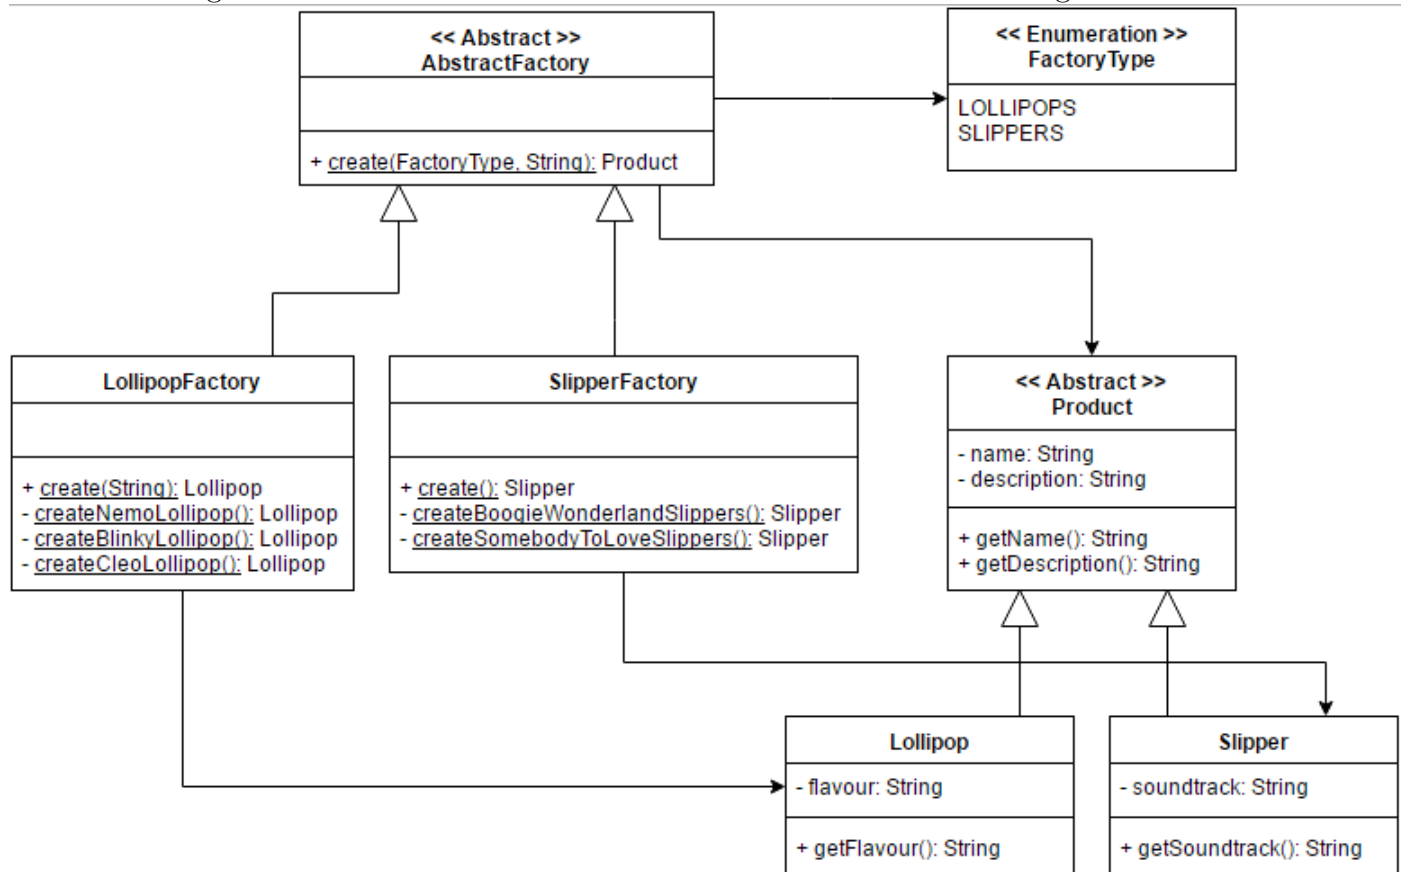 << Abstract >>
AbstractFactory
+ create(FactoryType, String): Product
<< Enumeration >>
FactoryType
LOLLIPOPS
SLIPPERS
LollipopFactory
+ create(String): Lollipop
- createNemoLollipop(): Lollipop
- createBlinkyLollipop(): Lollipop
- createCleoLollipop(): Lollipop
SlipperFactory
+ create(): Slipper
- createBoogieWonderlandSlippers(): Slipper
- createSomebodyToLoveSlippers(): Slipper
<< Abstract >>
Product
- name: String
- description: String
+ getName(): String
+ getDescription(): String
Lollipop
- flavour: String
+ getFlavour(): String
Slipper
- soundtrack: String
+ getSoundtrack(): String